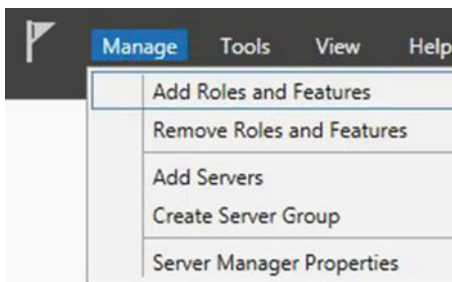 Manage Tools View Help
Add Roles and Features
Remove Roles and Features
Add Servers
Create Server Group
Server Manager Properties